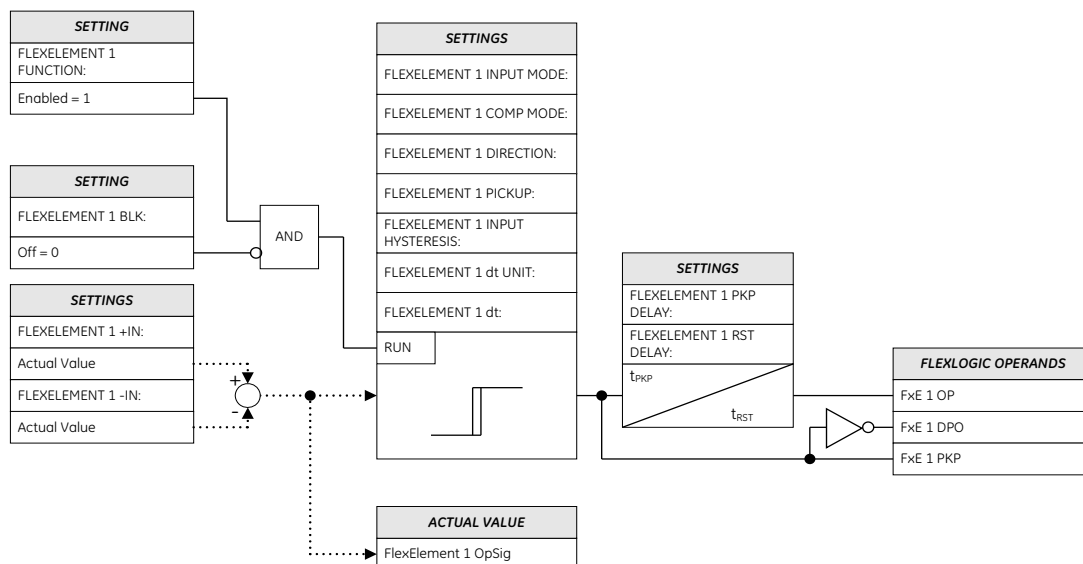 SETTING
FLEXELEMENT 1
FUNCTION:
Enabled = 1
SETTING
FLEXELEMENT 1 BLK:
Off = 0
SETTINGS
FLEXELEMENT 1 +IN:
Actual Value
FLEXELEMENT 1 -IN:
Actual Value
+
-
AND
SETTINGS
FLEXELEMENT 1 INPUT MODE:
FLEXELEMENT 1 COMP MODE:
FLEXELEMENT 1 DIRECTION:
FLEXELEMENT 1 PICKUP:
FLEXELEMENT 1 INPUT
HYSTERESIS:
FLEXELEMENT 1 dt UNIT:
FLEXELEMENT 1 dt:
RUN
ACTUAL VALUE
FlexElement 1 OpSig
SETTINGS
FLEXELEMENT 1 PKP
DELAY:
FLEXELEMENT 1 RST
DELAY:
tPKP
tRST
FLEXLOGIC OPERANDS
FxE 1 OP
FxE 1 DPO
FxE 1 PKP